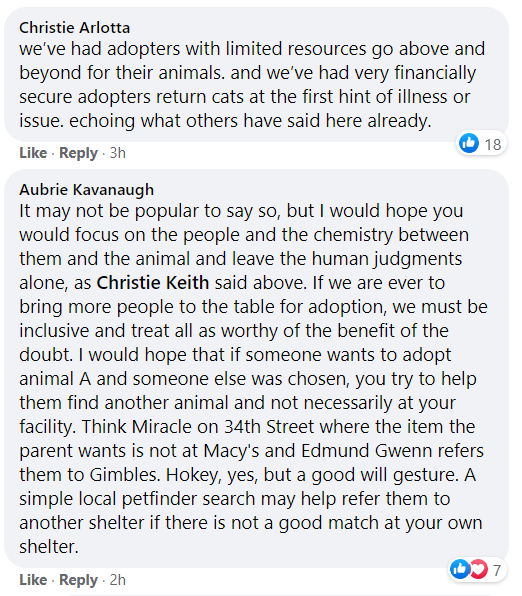 Christie Arlotta
we've had adopters with limited resources go above and
beyond for their animals. and we've had very financially
secure adopters return cats at the first hint of illness or
issue. echoing what others have said here already.
18
Like · Reply · 3h
Aubrie Kavanaugh
It may not be popular to say so, but I would hope you
would focus on the people and the chemistry between
them and the animal and leave the human judgments
alone, as Christie Keith said above. If we are ever to
bring more people to the table for adoption, we must be
inclusive and treat all as worthy of the benefit of the
doubt. I would hope that if someone wants to adopt
animal A and someone else was chosen, you try to help
them find another animal and not necessarily at your
facility. Think Miracle on 34th Street where the item the
parent wants is not at Macy's and Edmund Gwenn refers
them to Gimbles. Hokey, yes, but a good will gesture. A
simple local petfinder search may help refer them to
another shelter if there is not a good match at your own
shelter.
7
Like · Reply · 2h